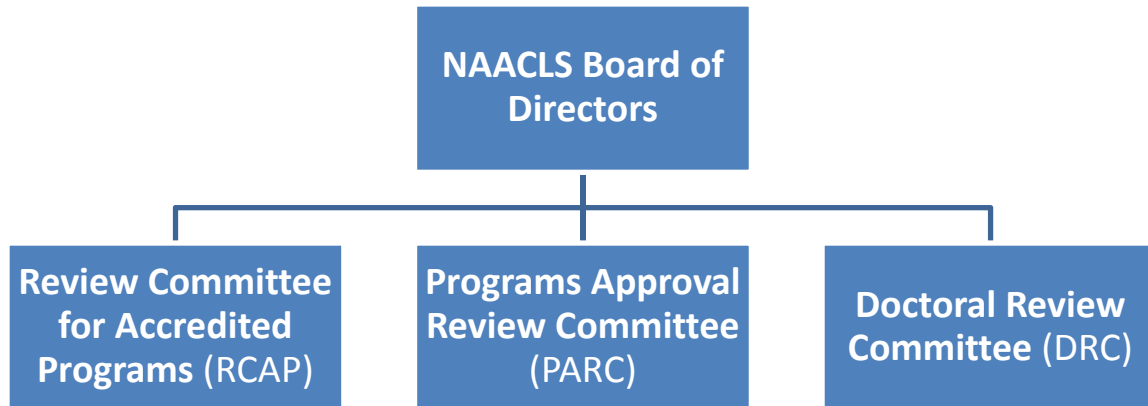 NAACLS Board of
Directors
Review Committee
for Accredited
Programs (RCAP)
Programs Approval
Review Committee
(PARC)
Doctoral Review
Committee (DRC)